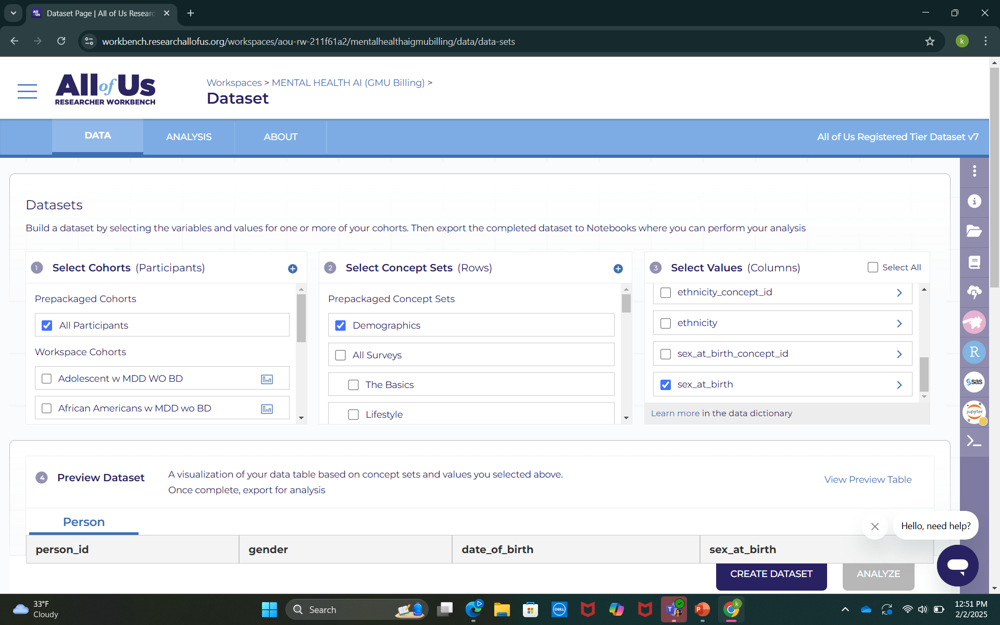 Dataset Page | All of Us Researc
workbench.researchallofus.org/workspaces/aou-rw-211f61a2/mentalhealthaigmubilling/data/data-sets
k
All of Us
RESEARCHER WORKBENCH
Workspaces > MENTAL HEALTH AI (GMU Billing) >
Dataset
DATA
ANALYSIS
ABOUT
All of Us Registered Tier Dataset v7
Datasets
Build a dataset by selecting the variables and values for one or more of your cohorts. Then export the completed dataset to Notebooks where you can perform your analysis
1 Select Cohorts (Participants)
Prepackaged Cohorts
All Participants
Workspace Cohorts
Adolescent w MDD WO BD
African Americans w MDD wo BD
2 Select Concept Sets (Rows)
Prepackaged Concept Sets
Demographics
All Surveys
The Basics
Lifestyle
3 Select Values (Columns)
Select All
ethnicity_concept_id
ethnicity
sex_at_birth_concept_id
sex_at_birth
Learn more in the data dictionary
R
sas
jupyter
4 Preview Dataset
A visualization of your data table based on concept sets and values you selected above.
Once complete, export for analysis
View Preview Table
Person
person_id gender date_of_birth sex_at_birth
Hello, need help?
CREATE DATASET
ANALYZE
33°F
Cloudy
Search
DELL
12:51 PM
2/2/2025